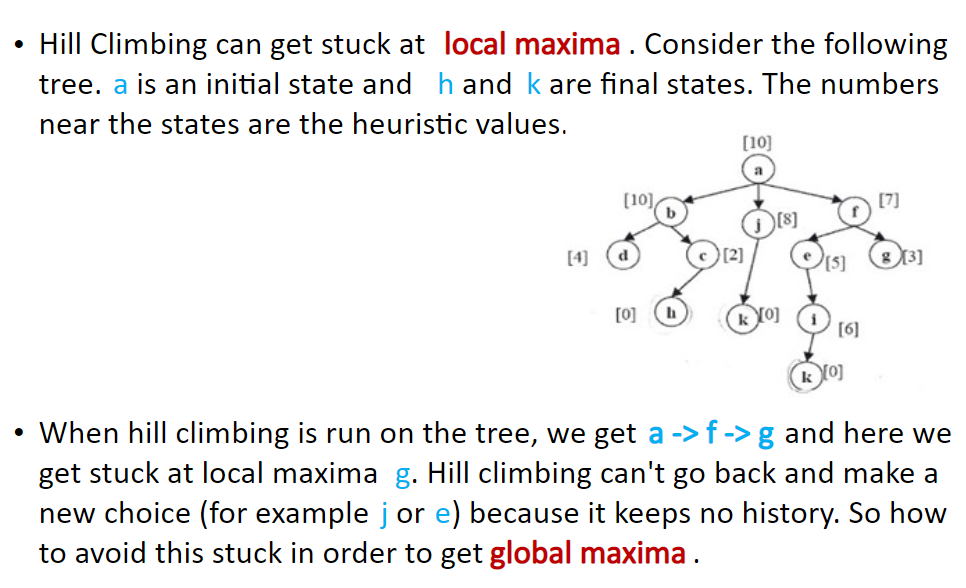 • Hill Climbing can get stuck at local maxima . Consider the following
tree. a is an initial state and h and k are final states. The numbers
near the states are the heuristic values.
[10]
a
[10] b j [8] f [7]
[4] d c [2] e [5] g [3]
[0] h k [0] i [6]
k [0]
• When hill climbing is run on the tree, we get a -> f -> g and here we
get stuck at local maxima g. Hill climbing can't go back and make a
new choice (for example j or e) because it keeps no history. So how
to avoid this stuck in order to get global maxima .